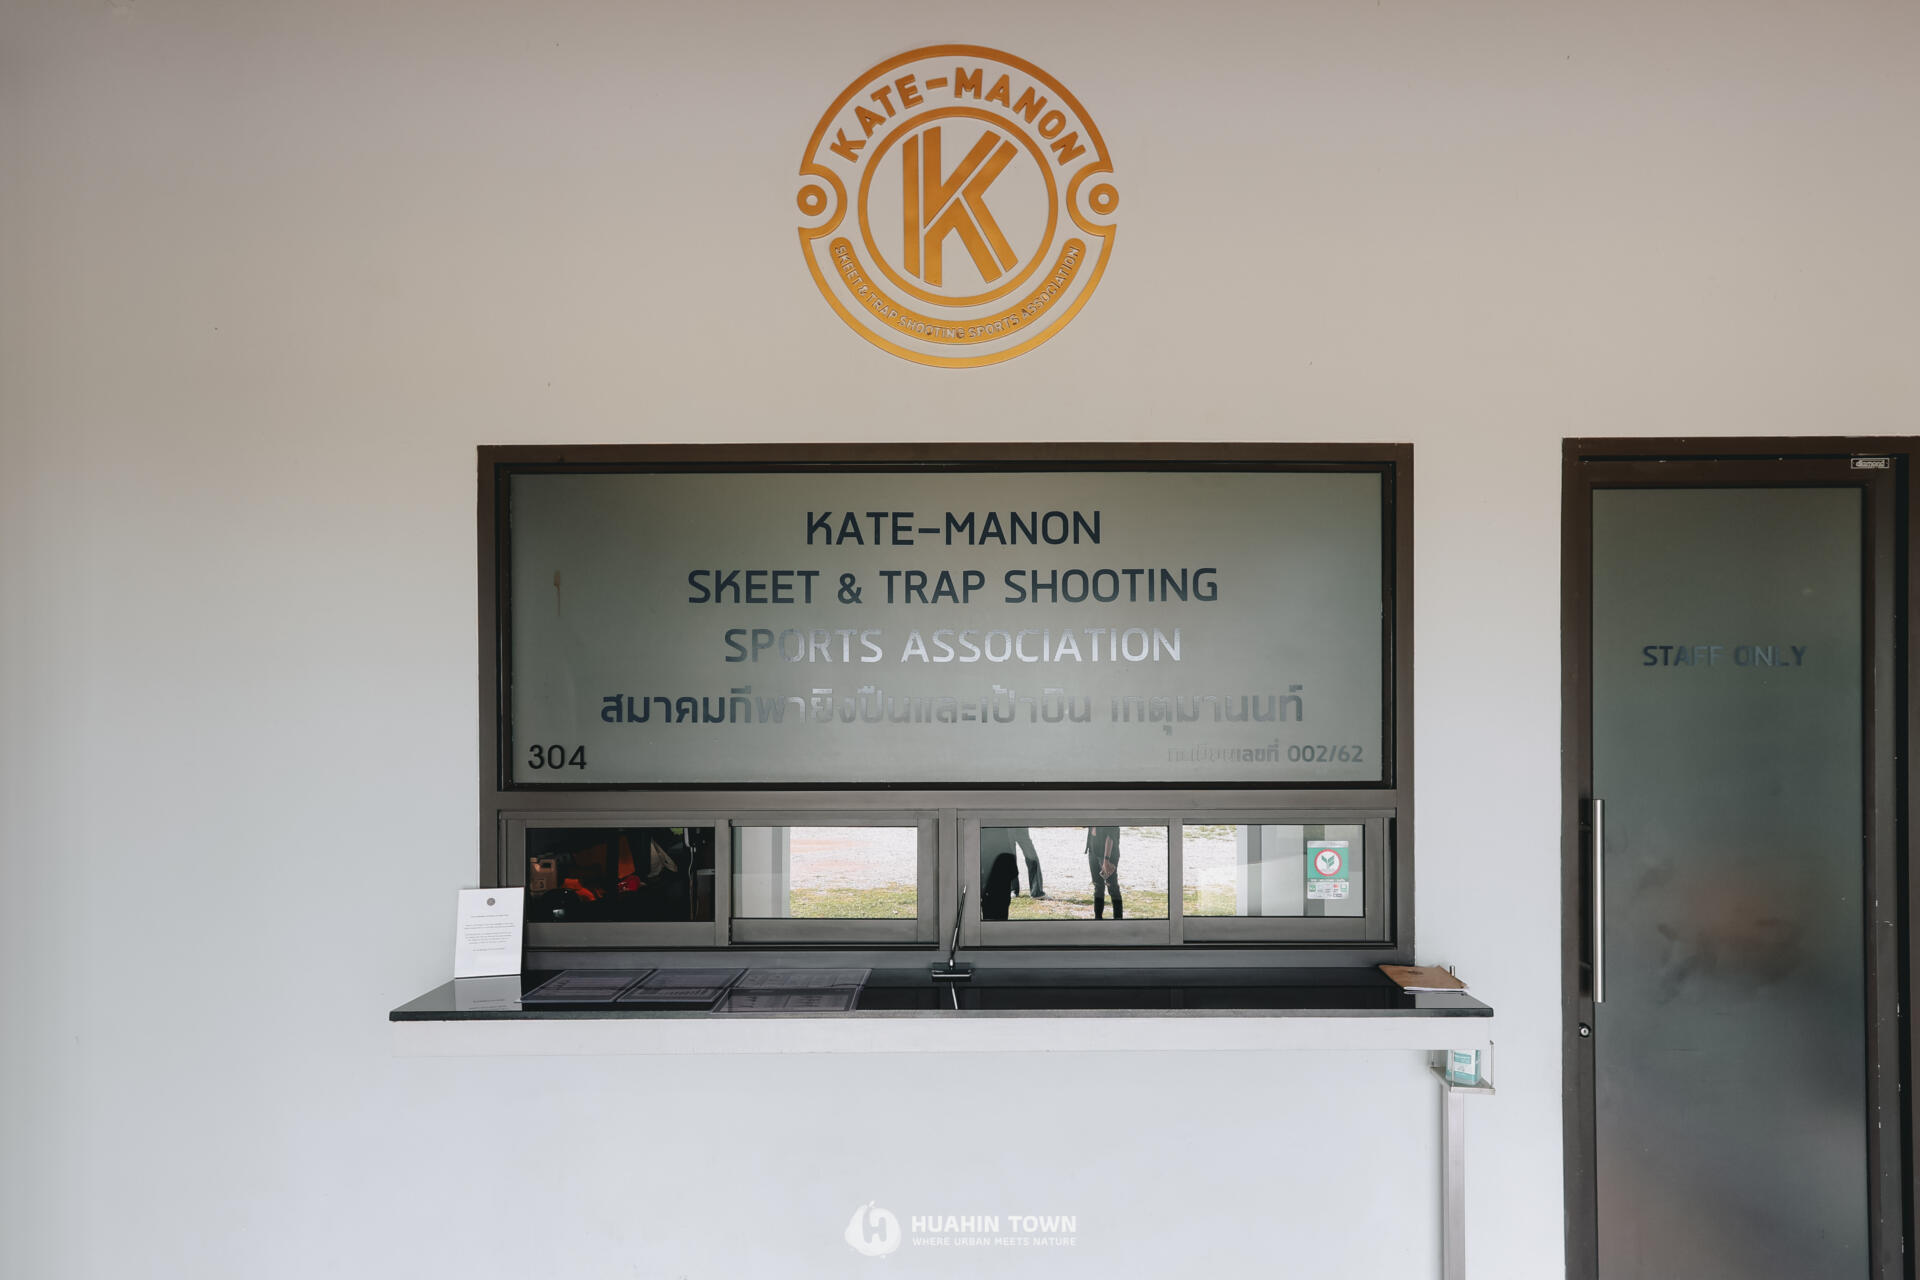 KATE-MANON
K
SKEET & TRAP SHOOTING SPORTS ASSOCIATION
KATE-MANON
SKEET & TRAP SHOOTING
SPORTS ASSOCIATION
สมาคมกีฬายิงปืนและเป้าบิน เกตุมานนท์
304
ทะเบียนเลขที่ 002/62
diamond
STAFF ONLY
HUAHIN TOWN
WHERE URBAN MEETS NATURE